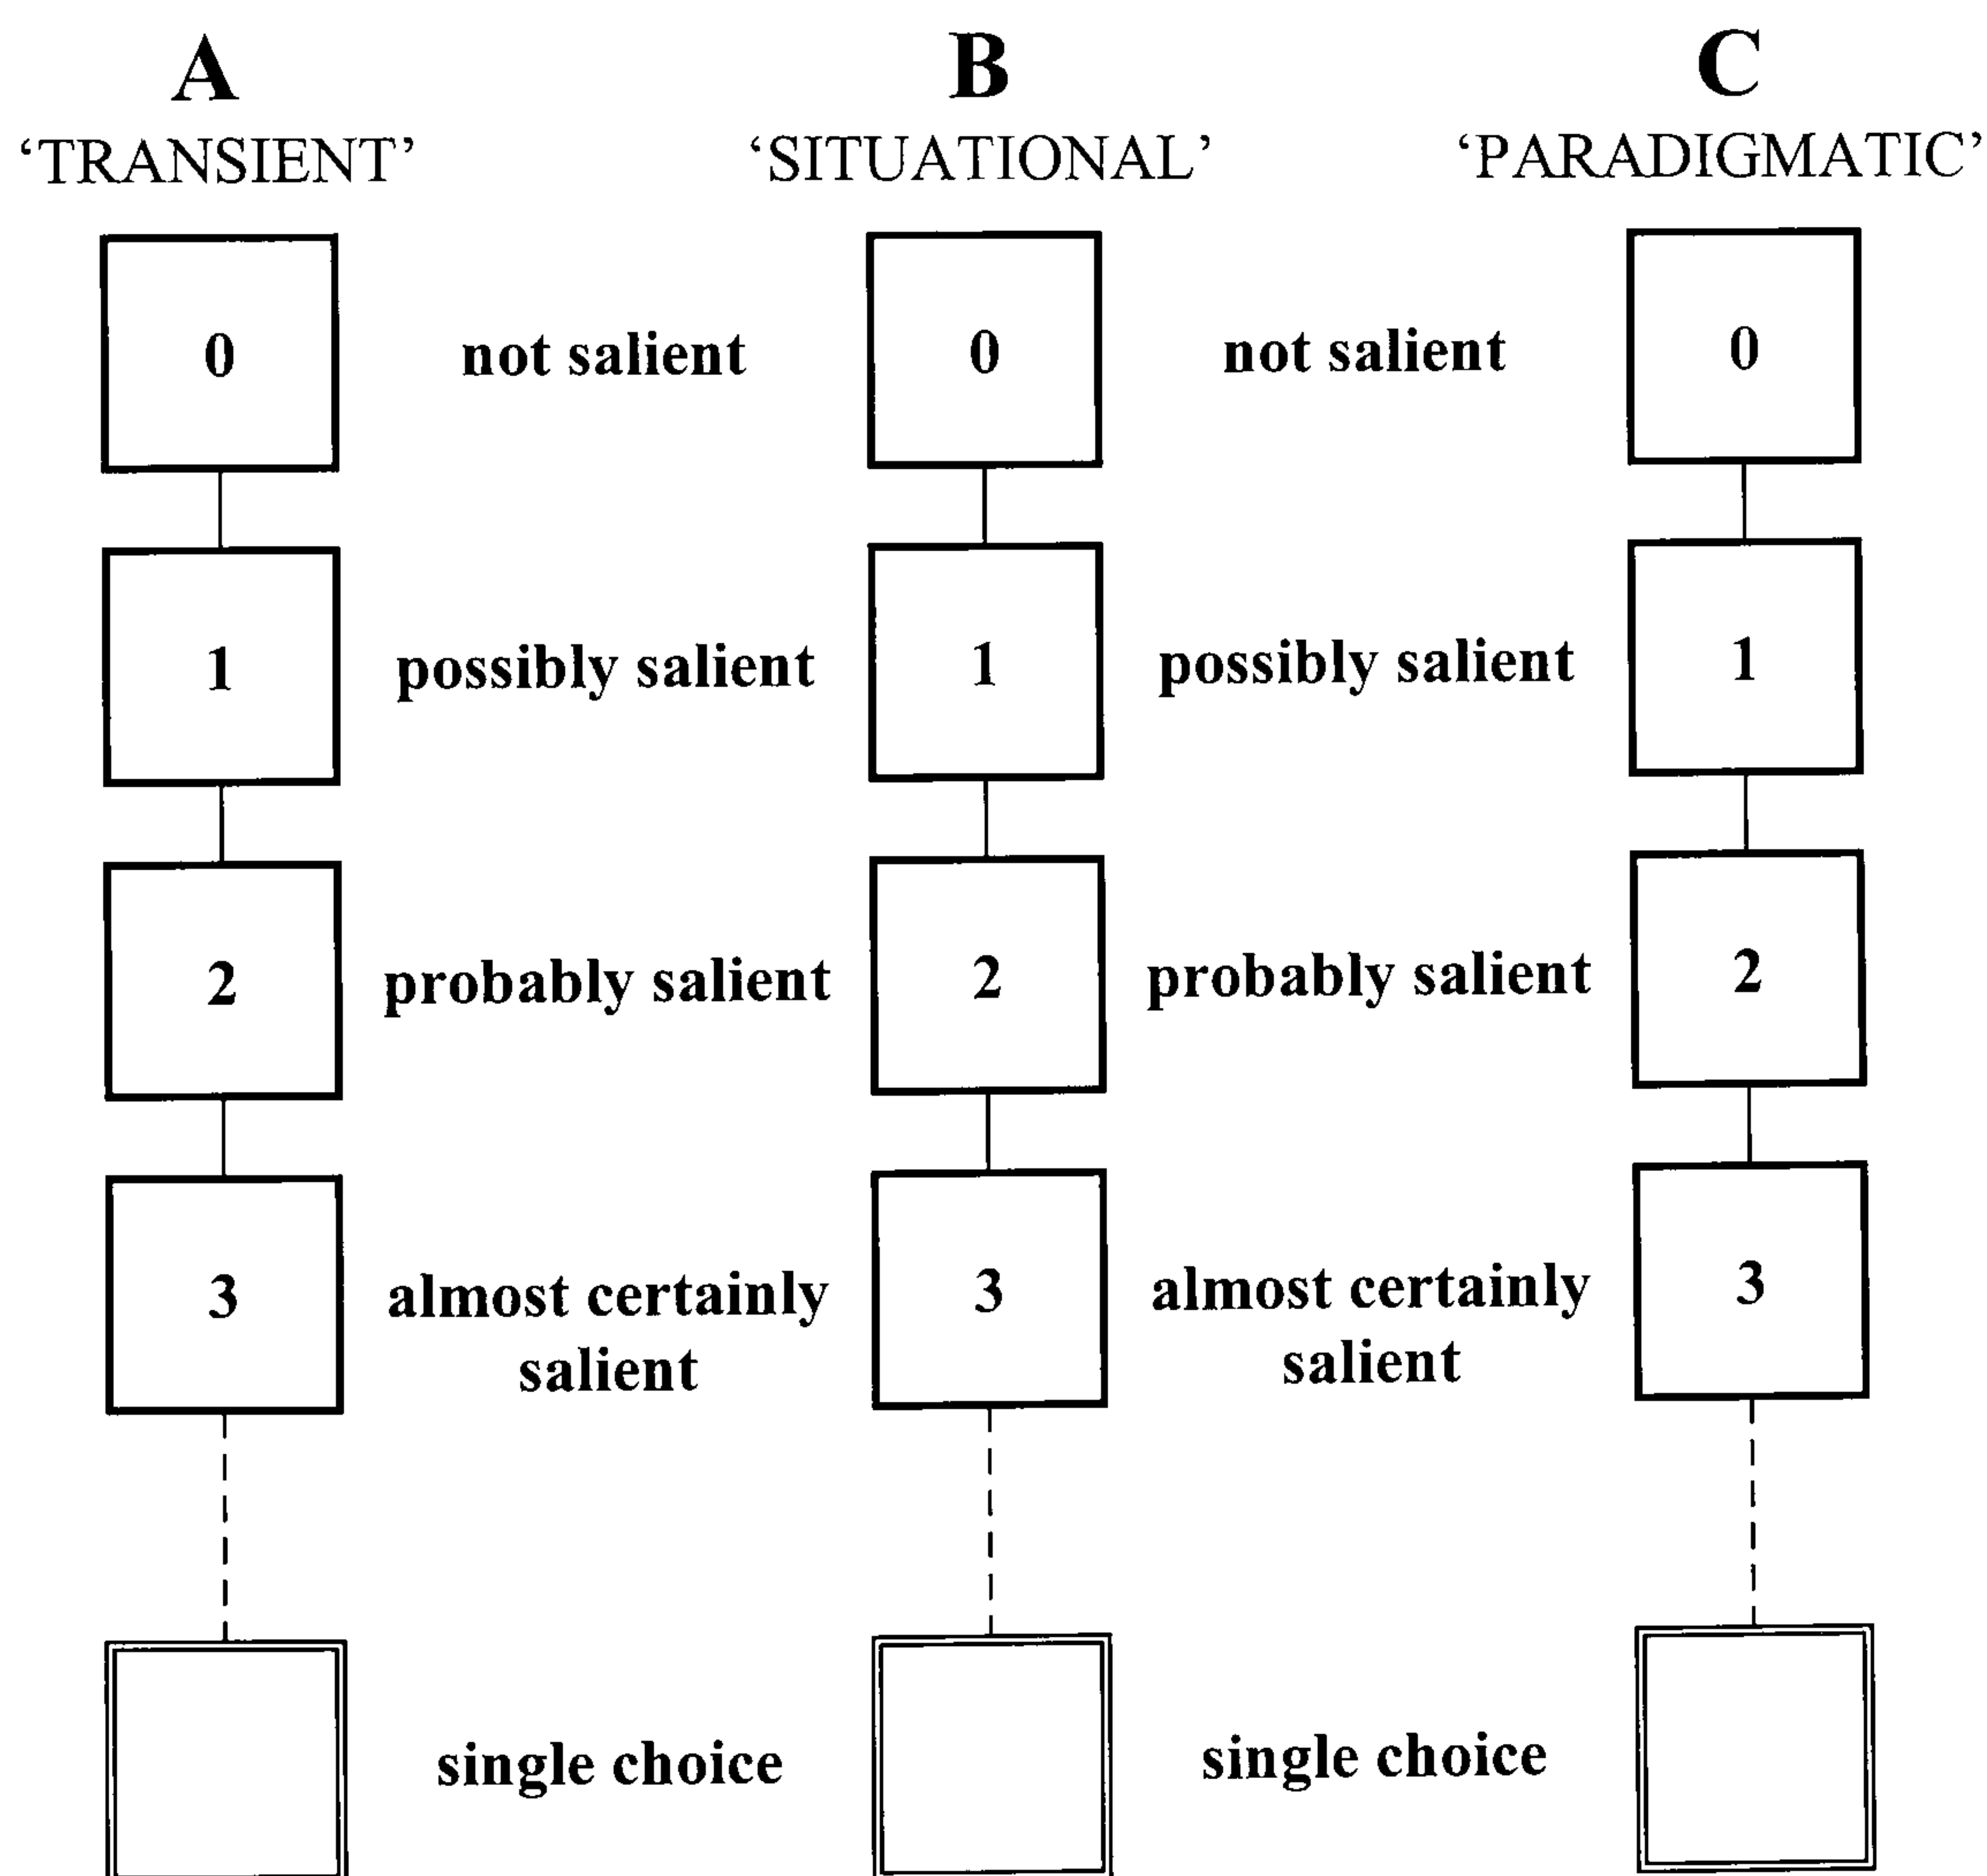 A B C
‘TRANSIENT’ ‘SITUATIONAL’ ‘PARADIGMATIC’
0 not salient 0 not salient 0
1 possibly salient 1 possibly salient 1
2 probably salient 2 probably salient 2
3 almost certainly 3 almost certainly 3
salient salient
single choice single choice